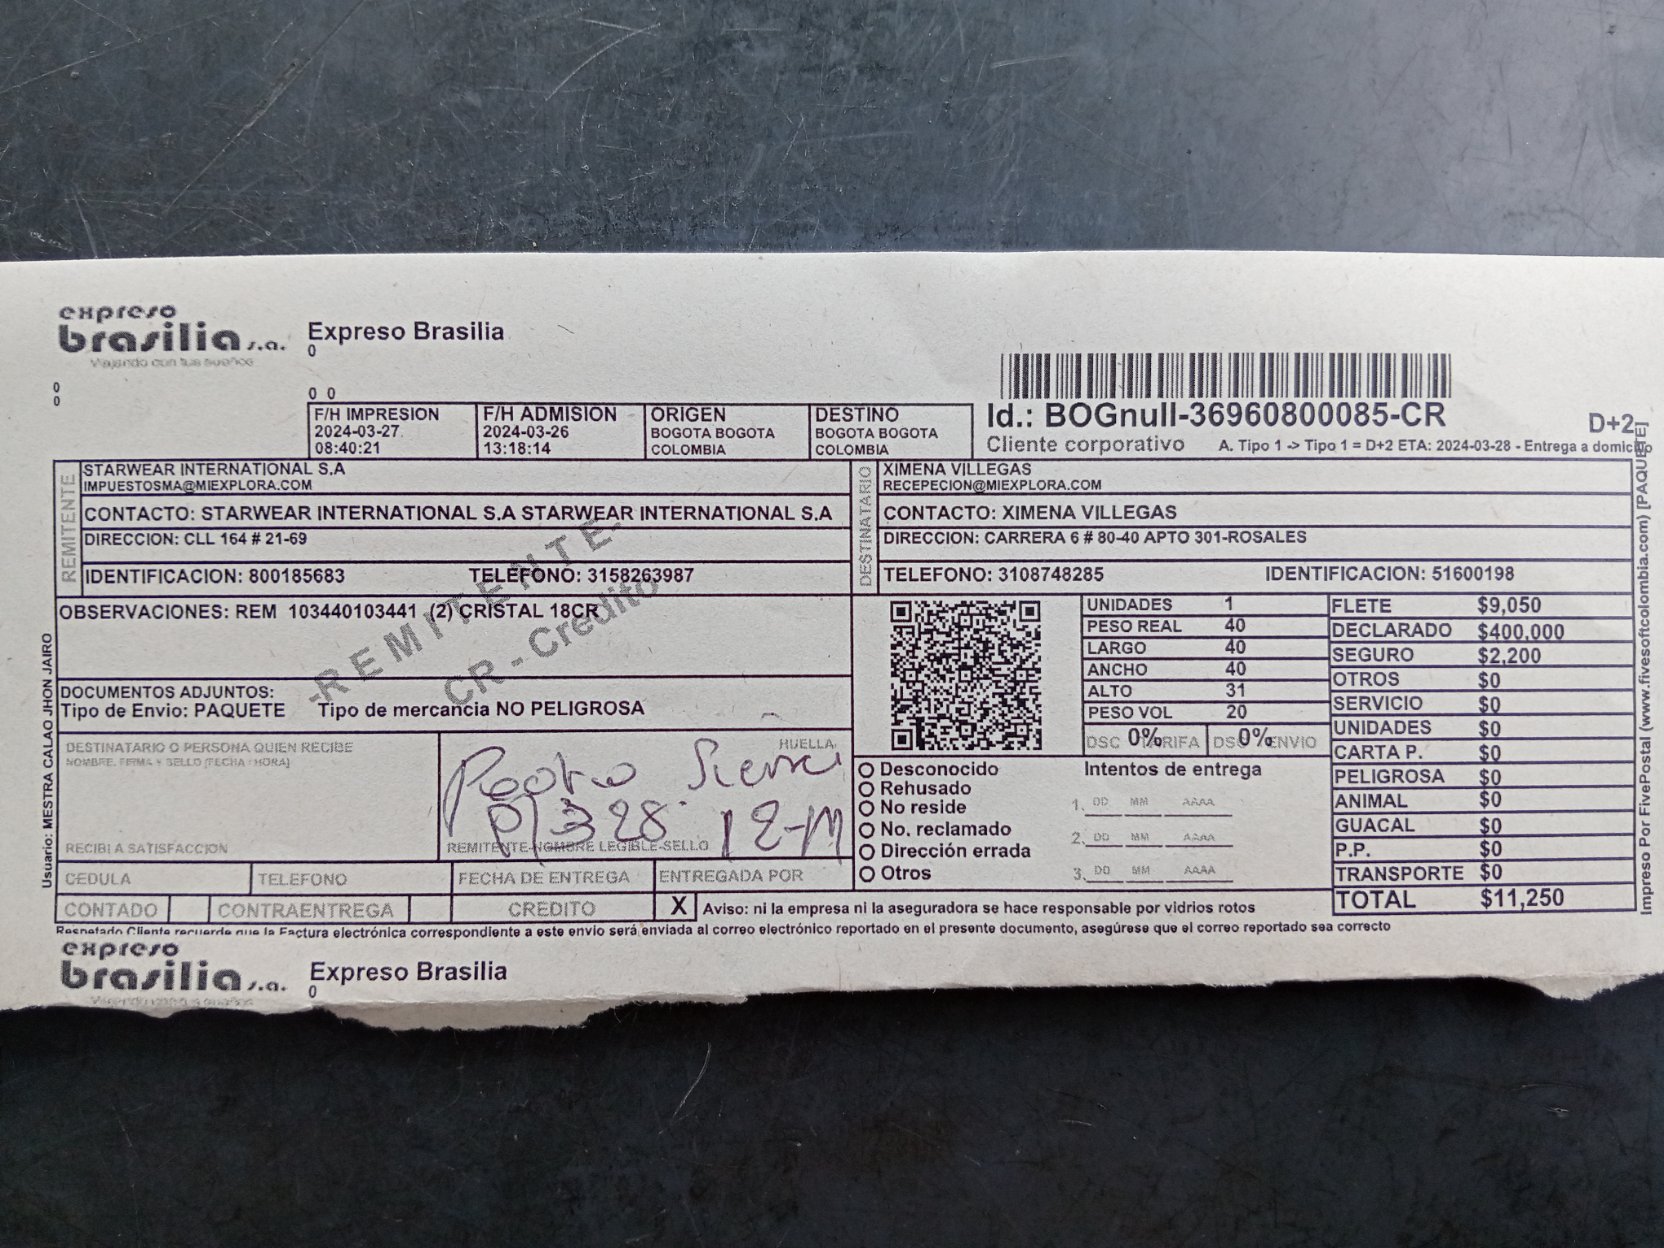 expreso
brasilia s.a.
Viajando con tus sueños
Expreso Brasilia
0
0
0
0 0
F/H IMPRESION
2024-03-27
08:40:21
F/H ADMISION
2024-03-26
13:18:14
ORIGEN
BOGOTA BOGOTA
COLOMBIA
DESTINO
BOGOTA BOGOTA
COLOMBIA
Id.: BOGnull-36960800085-CR
D+2
Cliente corporativo
A. Tipo 1 -> Tipo 1 = D+2 ETA: 2024-03-28 - Entrega a domicilio
REMITENTE
STARWEAR INTERNATIONAL S.A
IMPUESTOSMA@MIEXPLORA.COM
CONTACTO: STARWEAR INTERNATIONAL S.A STARWEAR INTERNATIONAL S.A
DIRECCION: CLL 164 # 21-69
IDENTIFICACION: 800185683 TELEFONO: 3158263987
DESTINATARIO
XIMENA VILLEGAS
RECEPECION@MIEXPLORA.COM
CONTACTO: XIMENA VILLEGAS
DIRECCION: CARRERA 6 # 80-40 APTO 301-ROSALES
TELEFONO: 3108748285 IDENTIFICACION: 51600198
OBSERVACIONES: REM 103440103441 (2) CRISTAL 18CR
-REMITENTE-
CR - Credito
DOCUMENTOS ADJUNTOS:
Tipo de Envio: PAQUETE Tipo de mercancia NO PELIGROSA
DESTINATARIO O PERSONA QUIEN RECIBE
NOMBRE, FIRMA Y SELLO [FECHA / HORA]
RECIBI A SATISFACCION
HUELLA
Pedro Sierra
328 12-M
REMITENTE-NOMBRE LEGIBLE-SELLO
CEDULA
TELEFONO
FECHA DE ENTREGA
ENTREGADA POR
CONTADO
CONTRAENTREGA
CREDITO
X
UNIDADES 1
PESO REAL 40
LARGO 40
ANCHO 40
ALTO 31
PESO VOL 20
DSC 0% TARIFA
DSC 0% ENVIO
Desconocido
Rehusado
No reside
No. reclamado
Dirección errada
Otros
Intentos de entrega
1. DD MM AAAA
2. DD MM AAAA
3. DD MM AAAA
FLETE $9,050
DECLARADO $400,000
SEGURO $2,200
OTROS $0
SERVICIO $0
UNIDADES $0
CARTA P. $0
PELIGROSA $0
ANIMAL $0
GUACAL $0
P.P. $0
TRANSPORTE $0
TOTAL $11,250
Aviso: ni la empresa ni la aseguradora se hace responsable por vidrios rotos
Respetado Cliente recuerde que la Factura electrónica correspondiente a este envio será enviada al correo electrónico reportado en el presente documento, asegúrese que el correo reportado sea correcto
Usuario: MESTRA CALAO JHON JAIRO
Impreso Por FivePostal (www.fivesoftcolombia.com) [PAQUETE]
expreso
brasilia s.a.
Expreso Brasilia
0